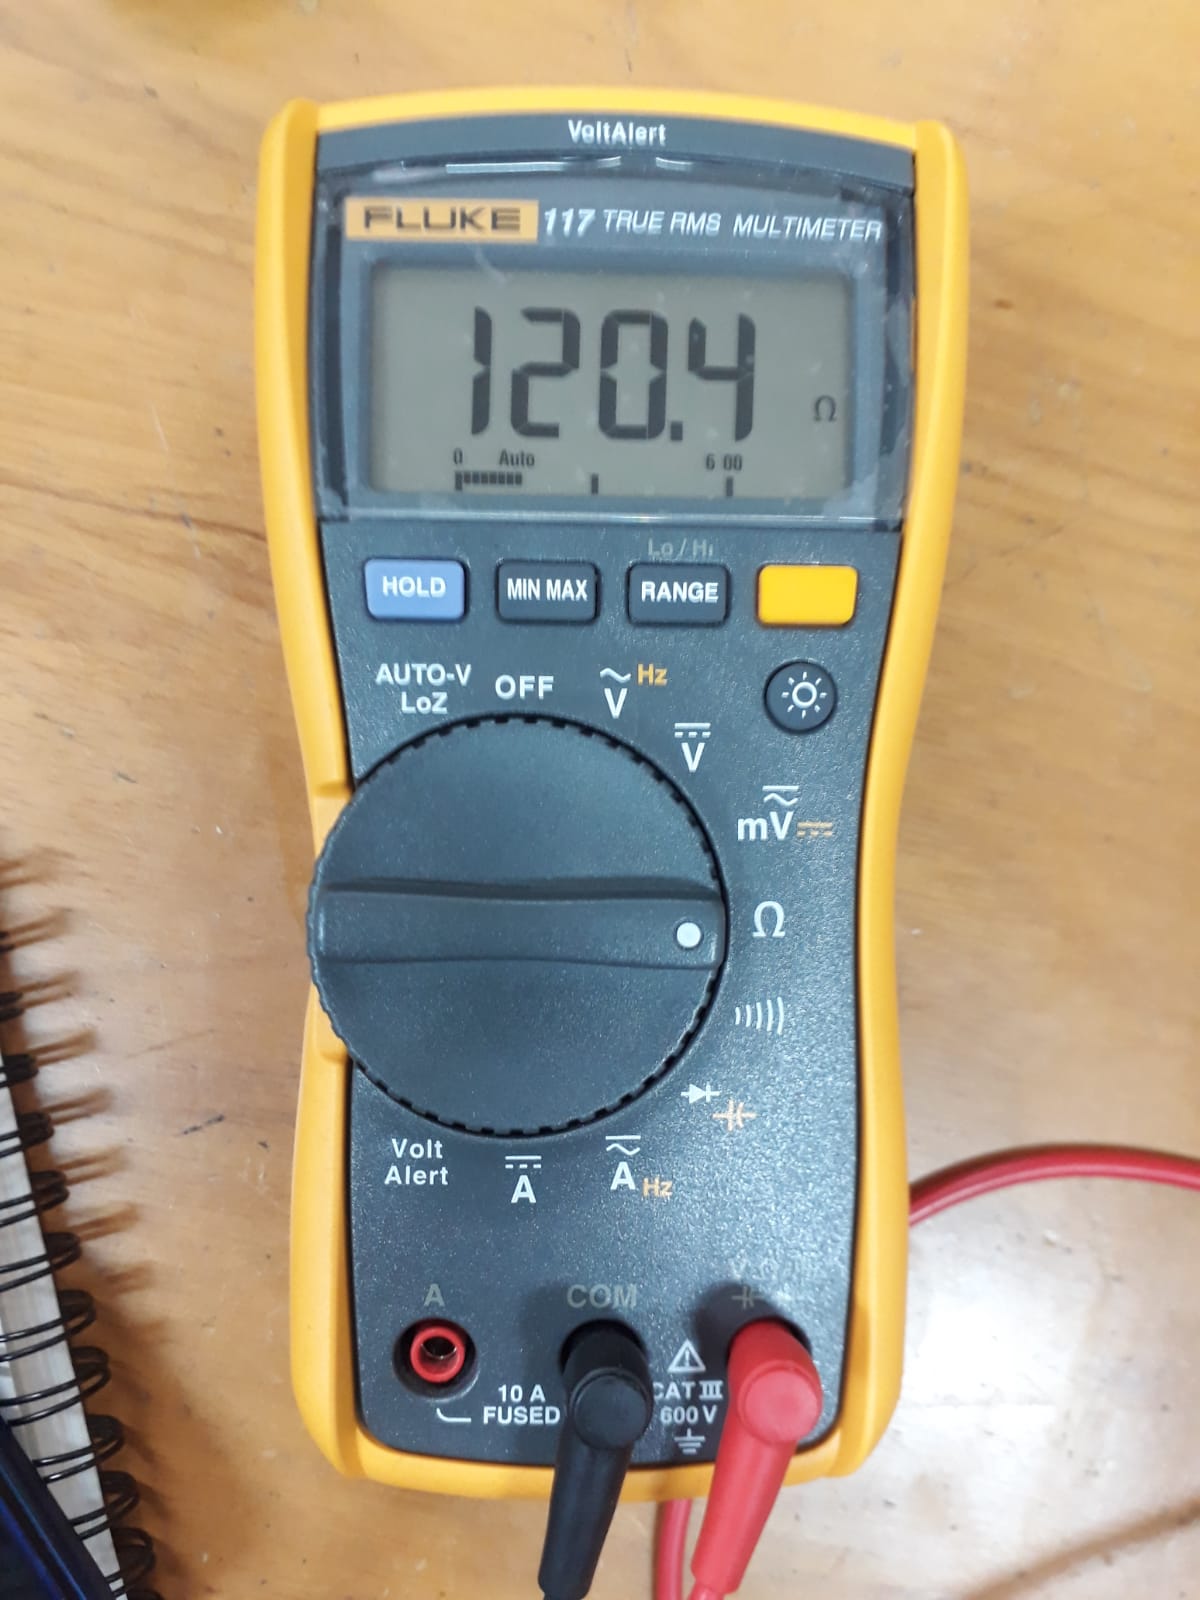 VoltAlert
FLUKE 117 TRUE RMS MULTIMETER
120.4 Ω
0 Auto 6 00
Lo / Hi
HOLD MIN MAX RANGE
AUTO-V
LoZ
OFF
V Hz
V
mV
Ω
Volt
Alert
A
A Hz
A COM V Ω
10 A
FUSED
CAT III
600 V